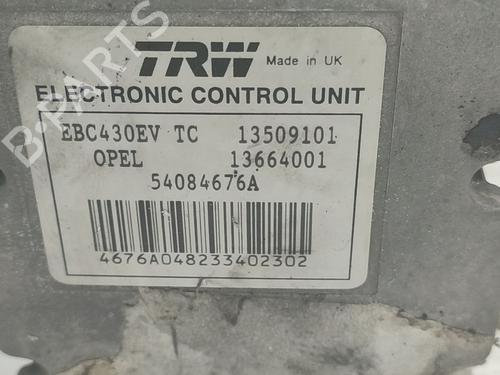 TRW Made in UK
ELECTRONIC CONTROL UNIT
EBC430EV TC 13509101
OPEL 13664001
54084676A
4676A048233402302
B-PARTS